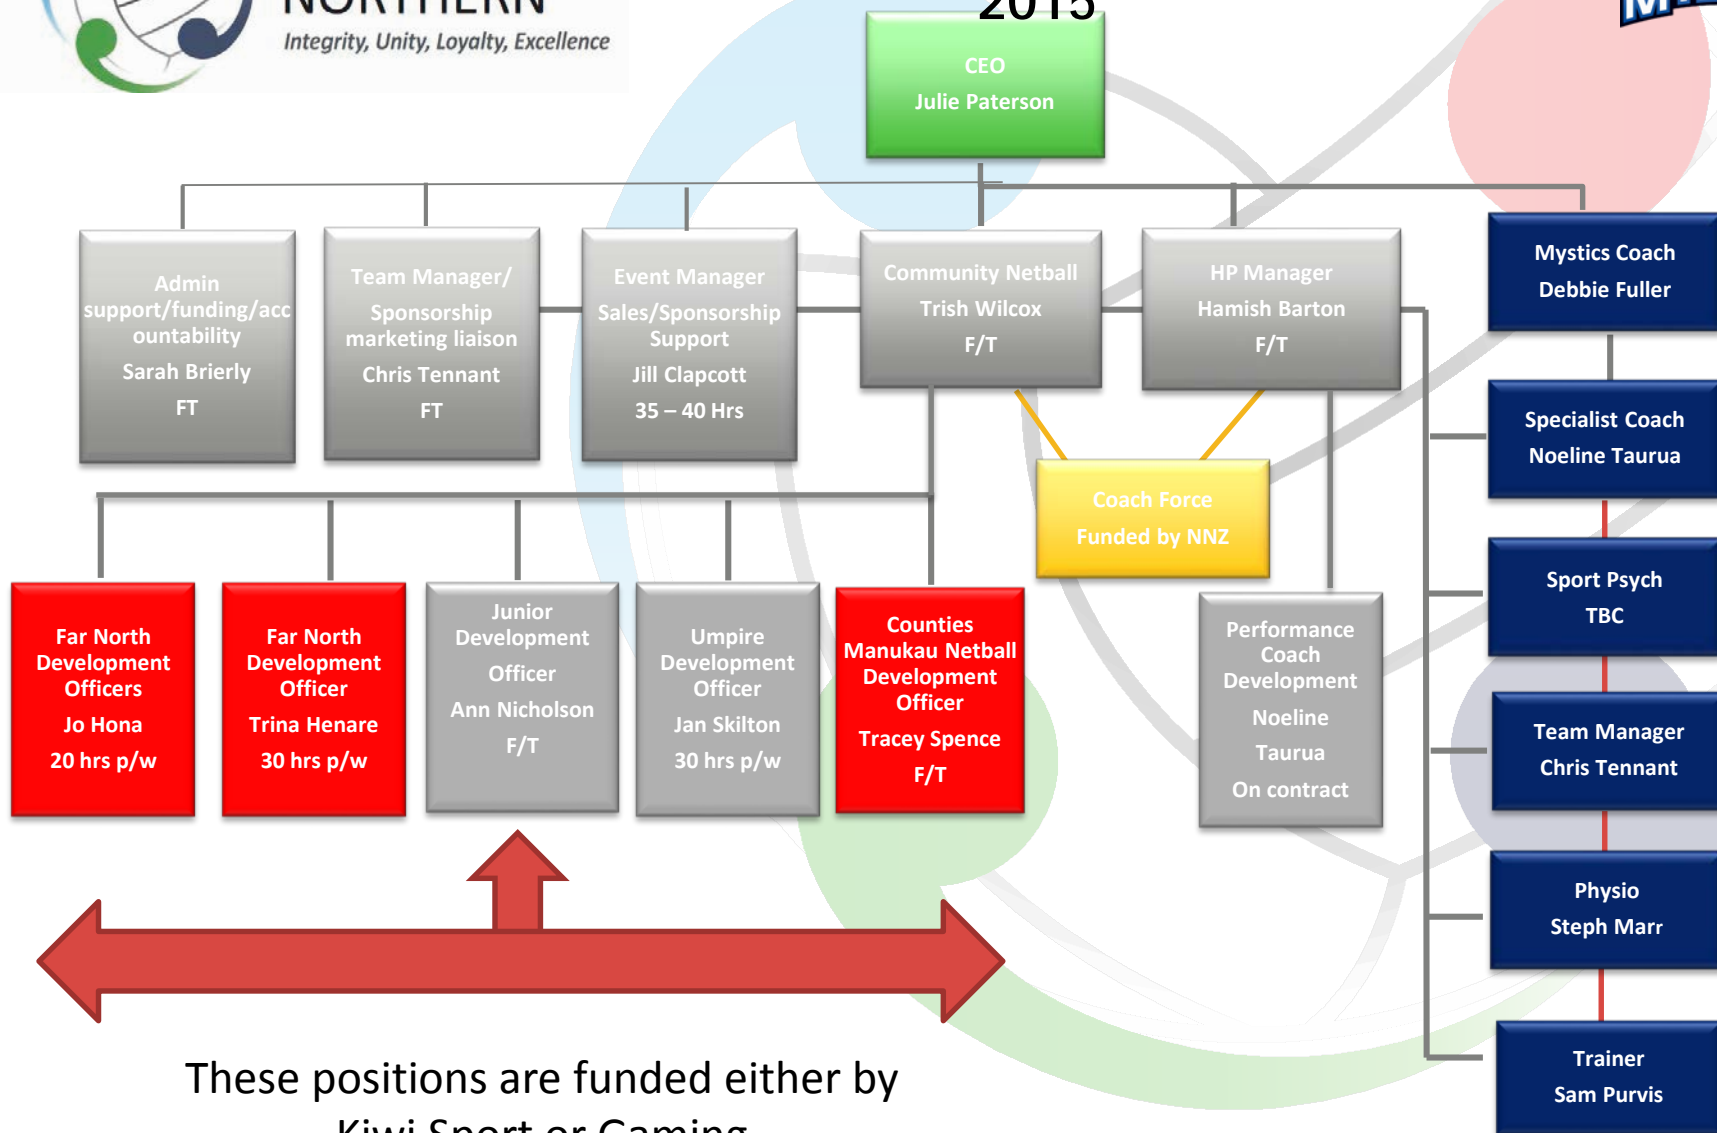 NORTHERN
Integrity, Unity, Loyalty, Excellence
2015
CEO
Julie Paterson
Admin
support/funding/acc
ountability
Sarah Brierly
FT
Team Manager/
Sponsorship
marketing liaison
Chris Tennant
FT
Event Manager
Sales/Sponsorship
Support
Jill Clapcott
35 – 40 Hrs
Community Netball
Trish Wilcox
F/T
HP Manager
Hamish Barton
F/T
Mystics Coach
Debbie Fuller
Specialist Coach
Noeline Taurua
Coach Force
Funded by NNZ
Sport Psych
TBC
Far North
Development
Officers
Jo Hona
20 hrs p/w
Far North
Development
Officer
Trina Henare
30 hrs p/w
Junior
Development
Officer
Ann Nicholson
F/T
Umpire
Development
Officer
Jan Skilton
30 hrs p/w
Counties
Manukau Netball
Development
Officer
Tracey Spence
F/T
Performance
Coach
Development
Noeline
Taurua
On contract
Team Manager
Chris Tennant
Physio
Steph Marr
Trainer
Sam Purvis
These positions are funded either by
Kiwi Sport or Gaming